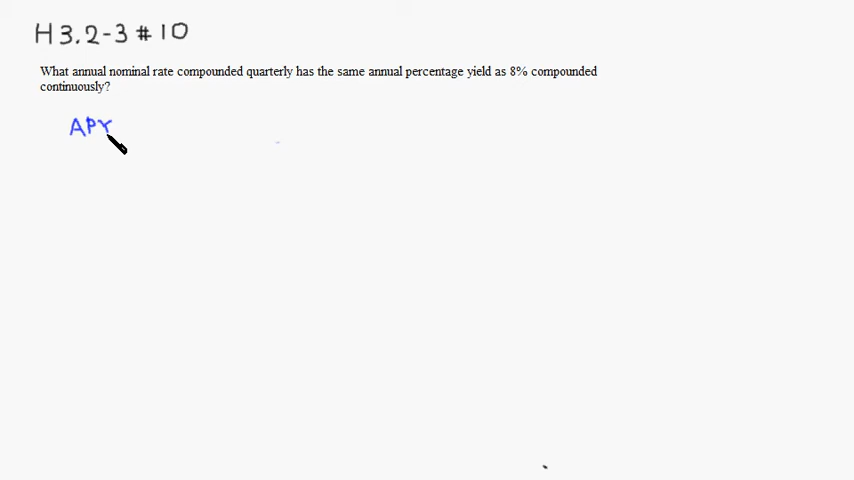 H 3.2-3 # 10
What annual nominal rate compounded quarterly has the same annual percentage yield as 8% compounded
continuously?
APY